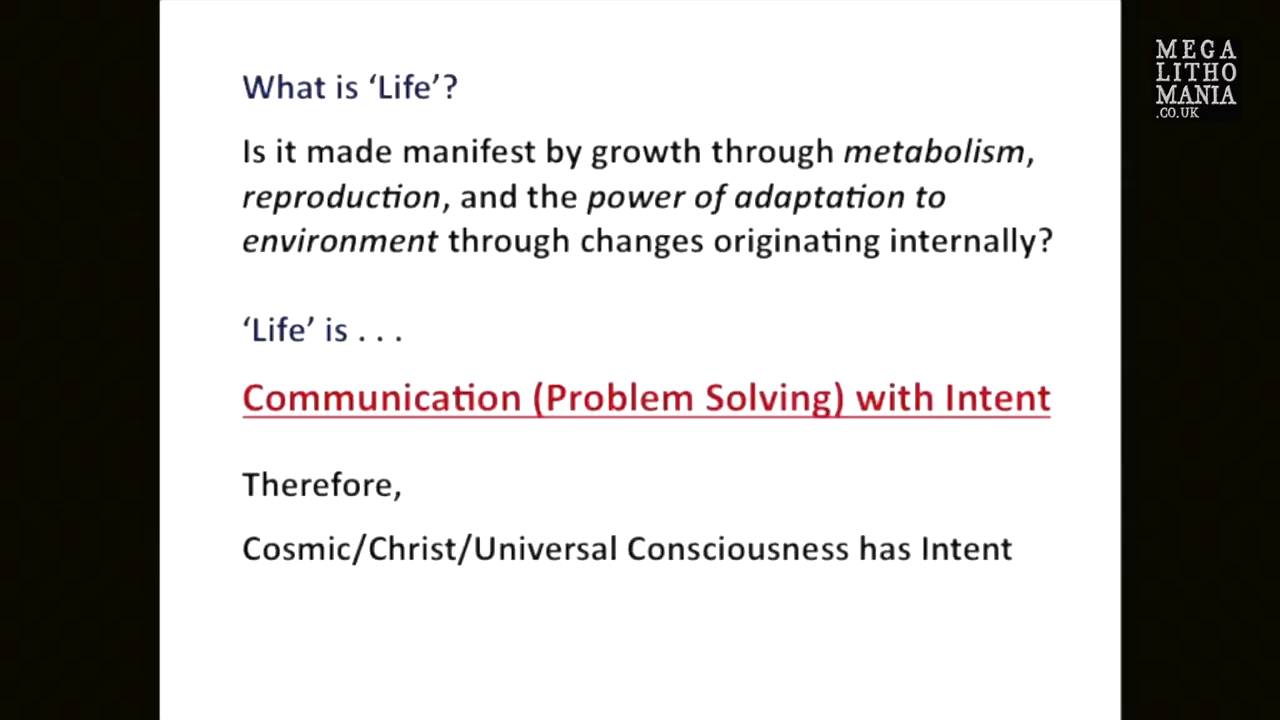 What is ‘Life’?
Is it made manifest by growth through metabolism,
reproduction, and the power of adaptation to
environment through changes originating internally?
‘Life’ is . . .
Communication (Problem Solving) with Intent
Therefore,
Cosmic/Christ/Universal Consciousness has Intent
MEGA
LITHO
MANIA
.CO.UK